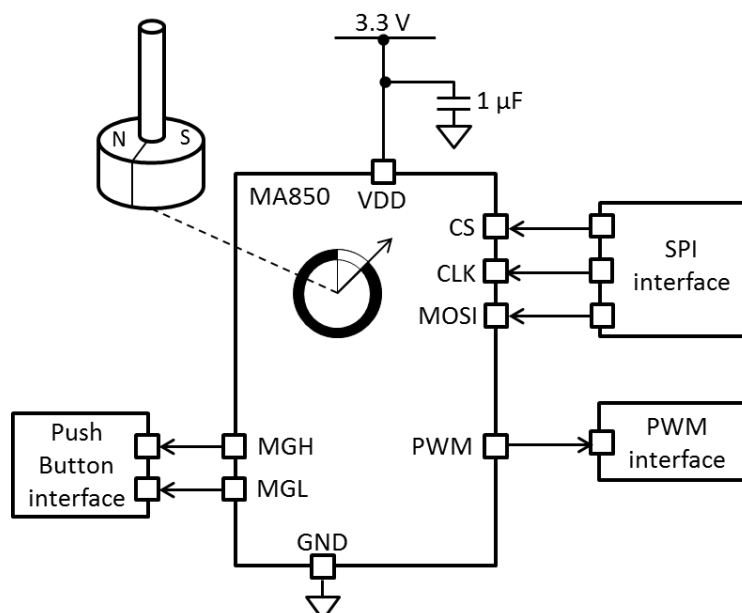 3.3 V
1 µF
N
S
MA850
VDD
CS
CLK
MOSI
SPI
interface
MGH
MGL
PWM
Push
Button
interface
PWM
interface
GND